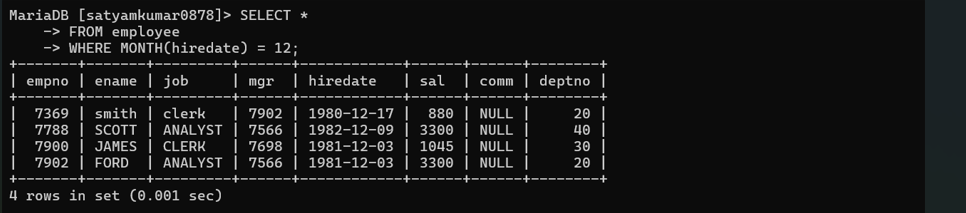 MariaDB [satyamkumar0878]> SELECT *
    -> FROM employee
    -> WHERE MONTH(hiredate) = 12;
+-------+-------+---------+------+------------+------+------+--------+
| empno | ename | job     | mgr  | hiredate   | sal  | comm | deptno |
+-------+-------+---------+------+------------+------+------+--------+
|  7369 | smith | clerk   | 7902 | 1980-12-17 |  880 | NULL |     20 |
|  7788 | SCOTT | ANALYST | 7566 | 1982-12-09 | 3300 | NULL |     40 |
|  7900 | JAMES | CLERK   | 7698 | 1981-12-03 | 1045 | NULL |     30 |
|  7902 | FORD  | ANALYST | 7566 | 1981-12-03 | 3300 | NULL |     20 |
+-------+-------+---------+------+------------+------+------+--------+
4 rows in set (0.001 sec)